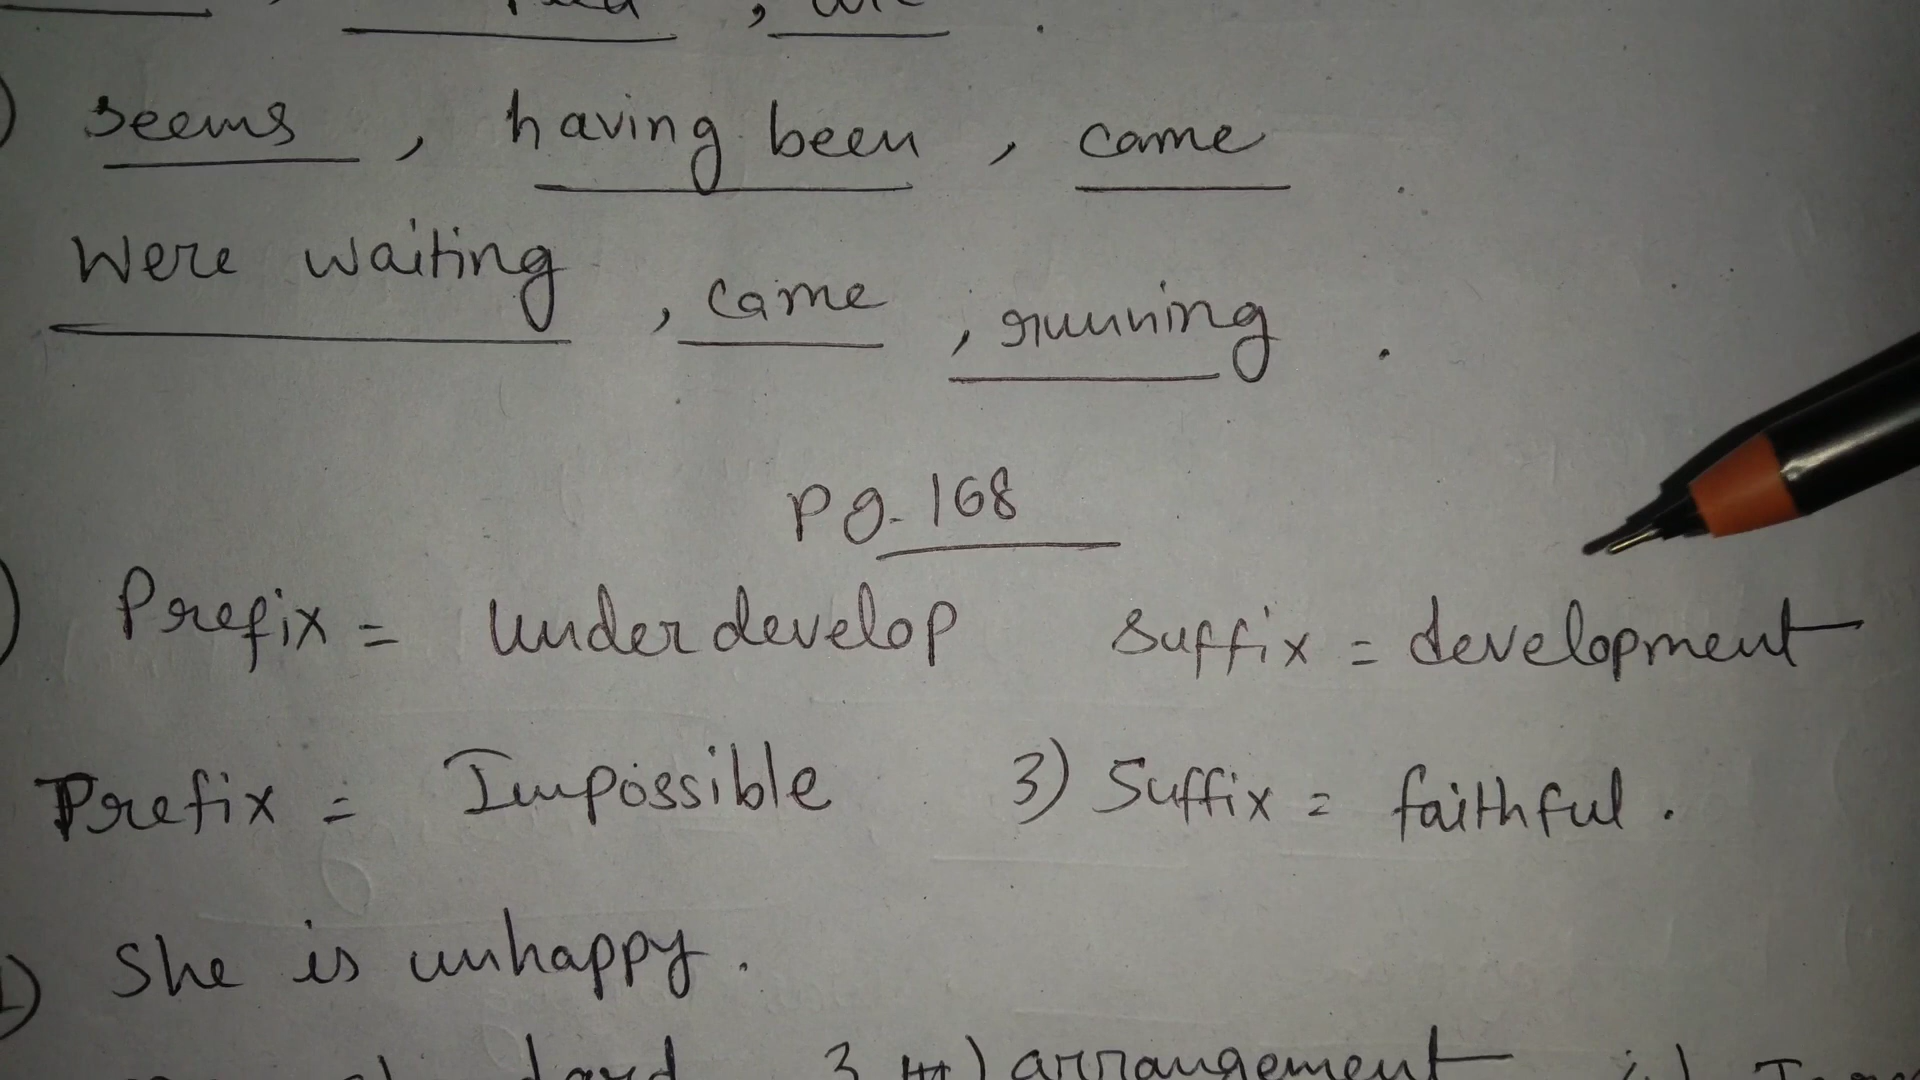 ) seems , having been , came .
Were waiting , came , running .
Pg. 168
) Prefix = Underdevelop Suffix = development
Prefix = Impossible 3) Suffix = faithful .
) She is unhappy .
3 ) arrangement